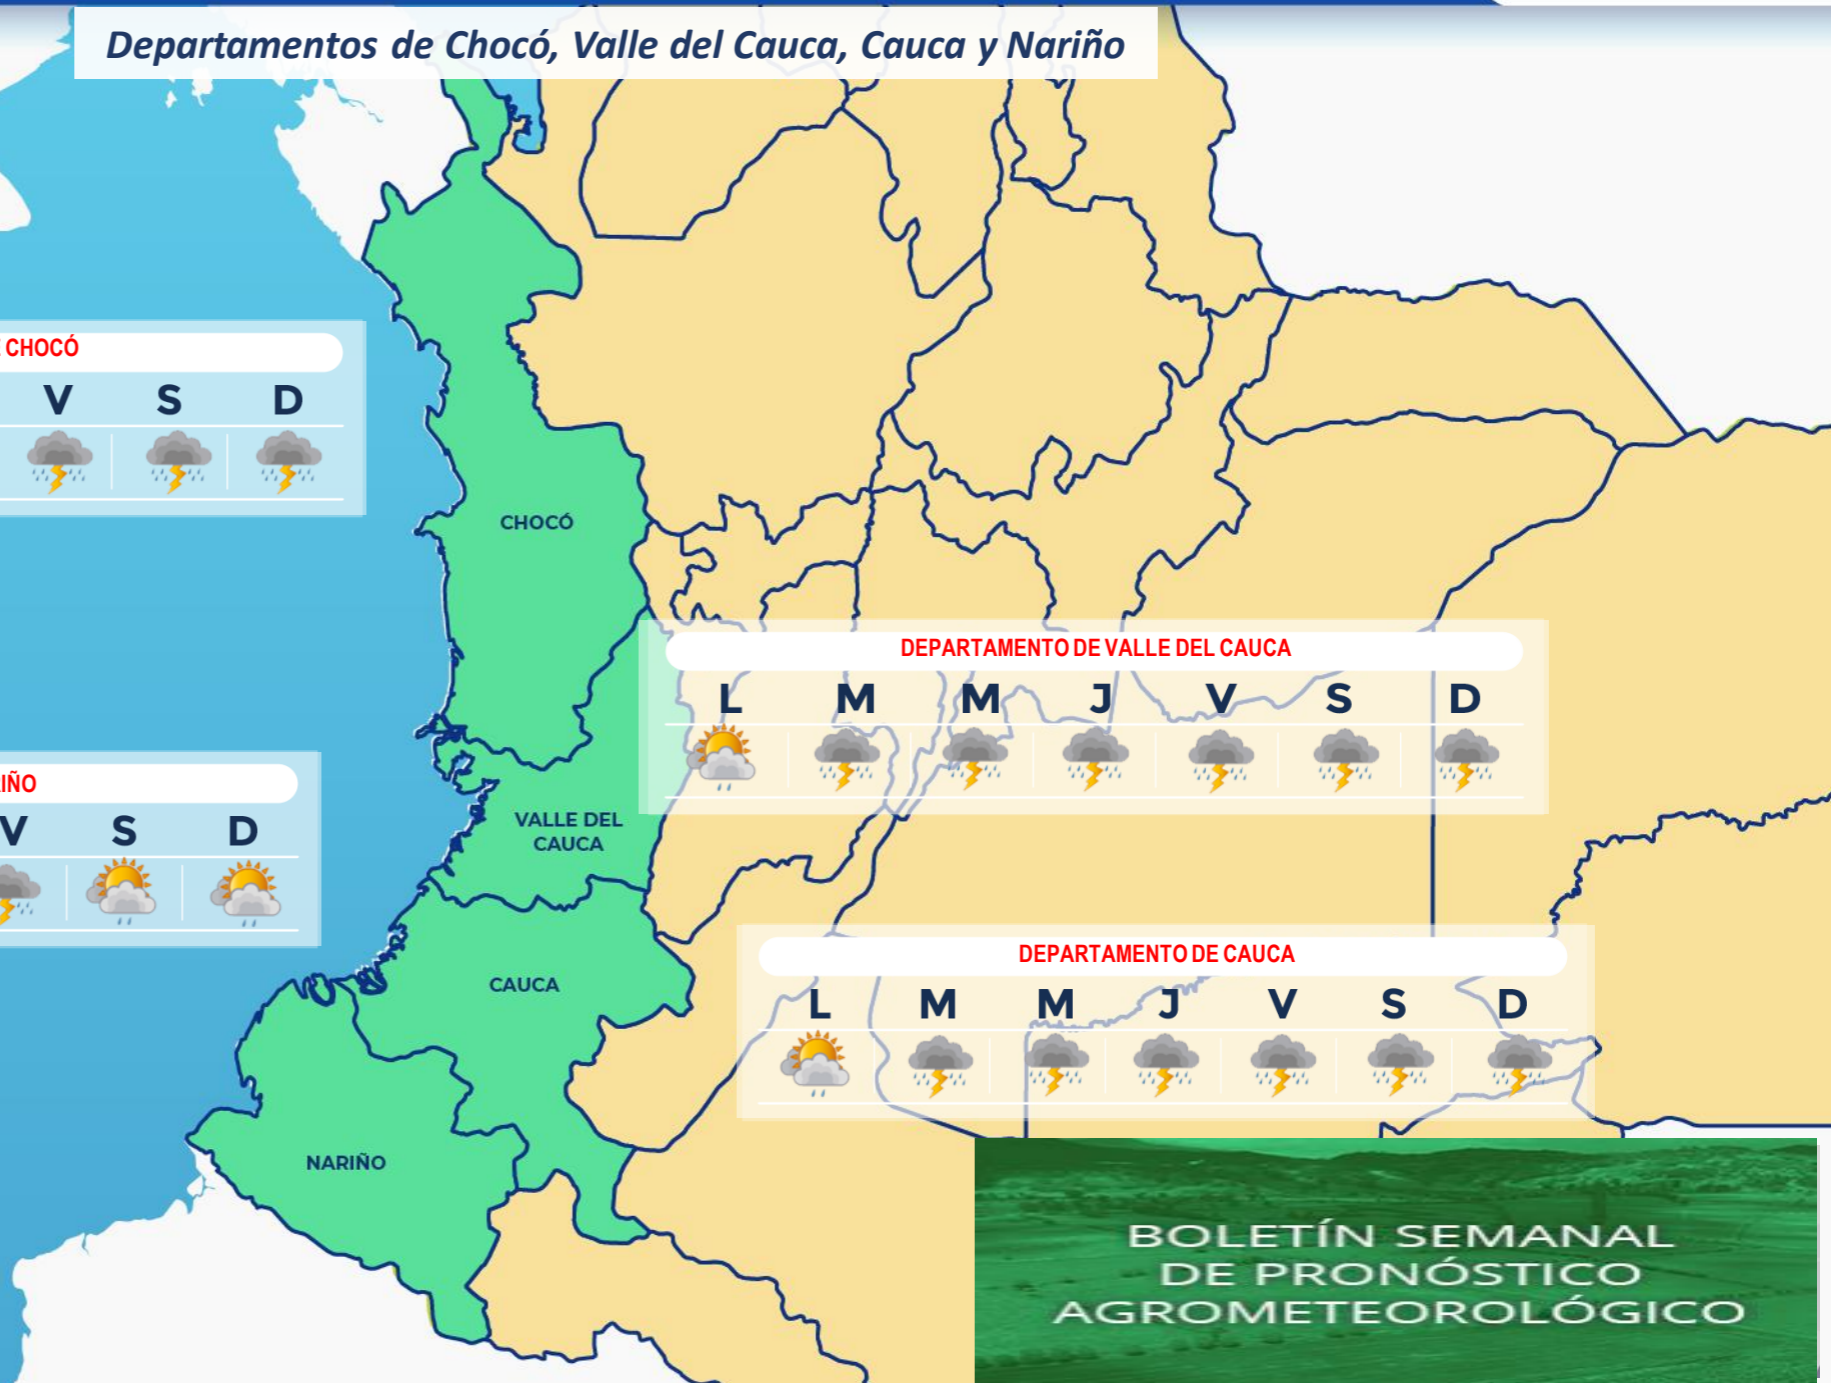 Departamentos de Chocó, Valle del Cauca, Cauca y Nariño
CHOCÓ
V S D
CHOCÓ
DEPARTAMENTO DE VALLE DEL CAUCA
L M M J V S D
IÑO
V S D
VALLE DEL
CAUCA
DEPARTAMENTO DE CAUCA
L M M J V S D
CAUCA
NARIÑO
BOLETÍN SEMANAL
DE PRONÓSTICO
AGROMETEOROLÓGICO